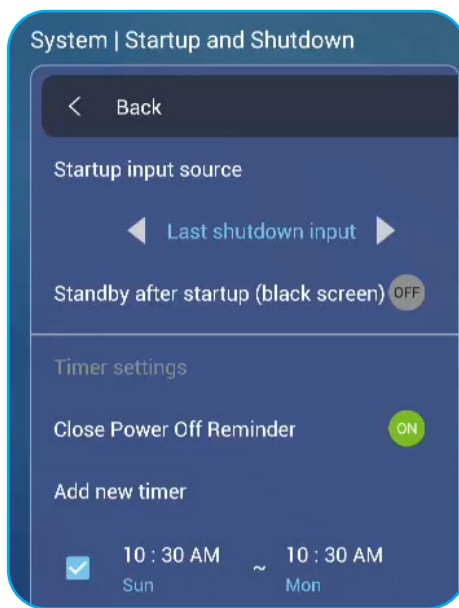 System | Startup and Shutdown
Back
Startup input source
Last shutdown input
Standby after startup (black screen) OFF
Timer settings
Close Power Off Reminder ON
Add new timer
10 : 30 AM ~ 10 : 30 AM
Sun Mon